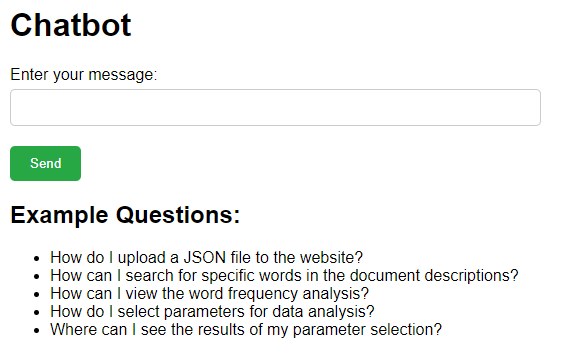 Chatbot
Enter your message:
Send
Example Questions:
How do I upload a JSON file to the website?
How can I search for specific words in the document descriptions?
How can I view the word frequency analysis?
How do I select parameters for data analysis?
Where can I see the results of my parameter selection?